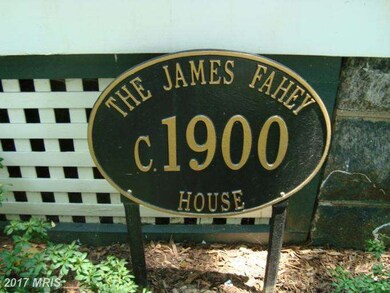 THE JAMES FAHEY
C.1900
HOUSE
© 2017 MRIS